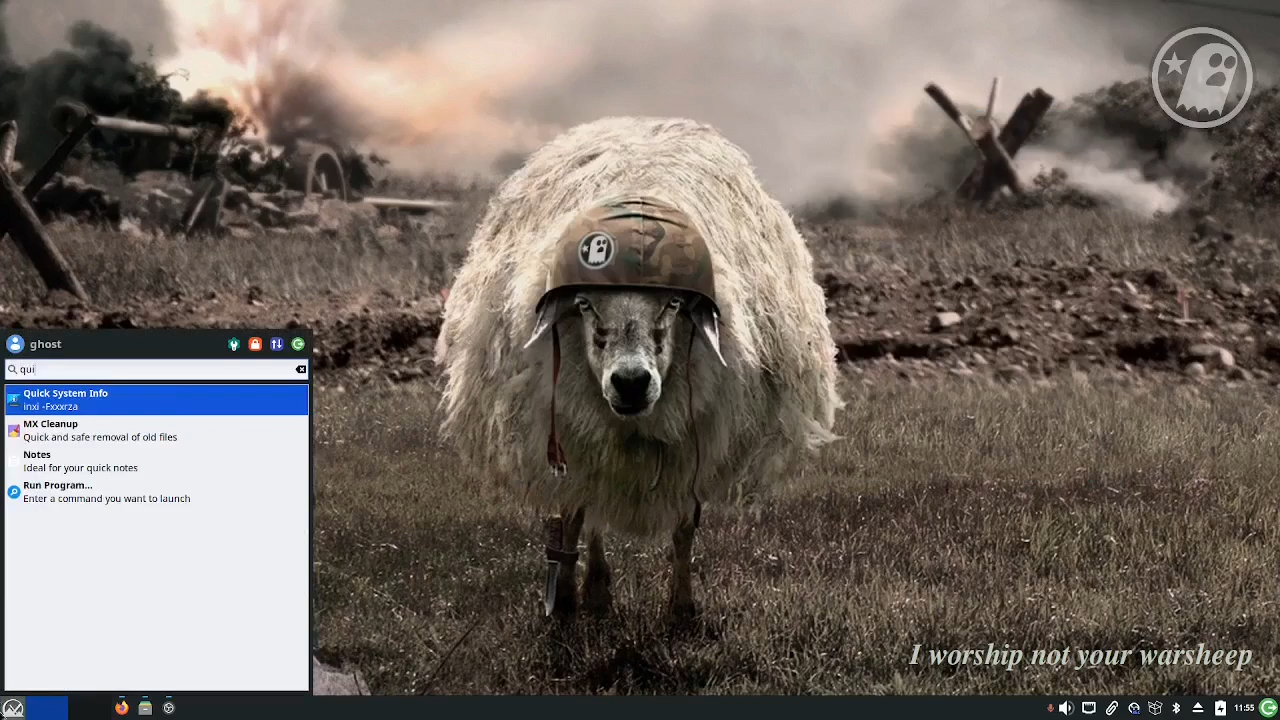 ghost
qui
Quick System Info
inxi -Fxxxrza
MX Cleanup
Quick and safe removal of old files
Notes
Ideal for your quick notes
Run Program...
Enter a command you want to launch
I worship not your warsheep
11:55